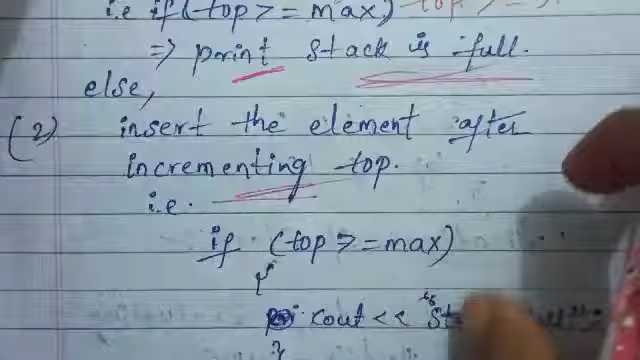 i.e if(top >= max) top >=
=> print stack is full.
else,
(2) insert the element after
incrementing top.
i.e.
if (top >= max)
{
cout << "
}